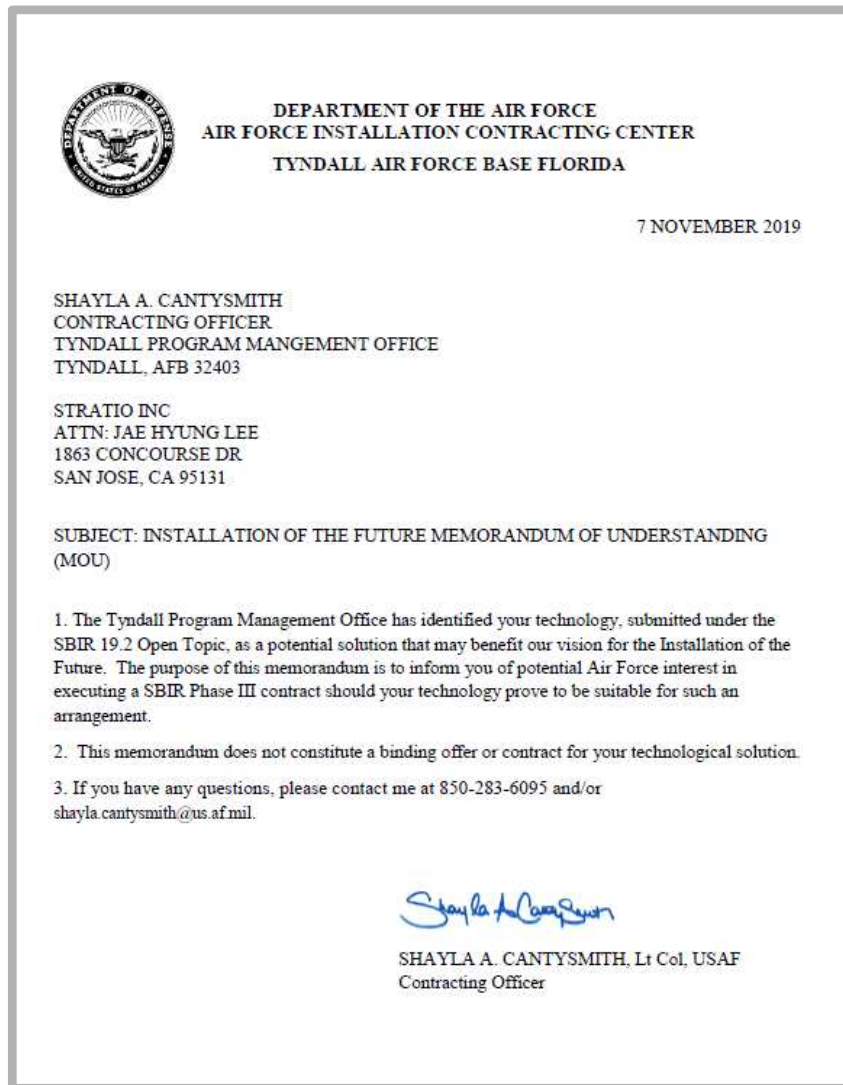 DEPARTMENT OF DEFENSE
UNITED STATES OF AMERICA
DEPARTMENT OF THE AIR FORCE
AIR FORCE INSTALLATION CONTRACTING CENTER
TYNDALL AIR FORCE BASE FLORIDA
7 NOVEMBER 2019
SHAYLA A. CANTYSMITH
CONTRACTING OFFICER
TYNDALL PROGRAM MANGEMENT OFFICE
TYNDALL, AFB 32403
STRATIO INC
ATTN: JAE HYUNG LEE
1863 CONCOURSE DR
SAN JOSE, CA 95131
SUBJECT: INSTALLATION OF THE FUTURE MEMORANDUM OF UNDERSTANDING
(MOU)
1. The Tyndall Program Management Office has identified your technology, submitted under the
SBIR 19.2 Open Topic, as a potential solution that may benefit our vision for the Installation of the
Future. The purpose of this memorandum is to inform you of potential Air Force interest in
executing a SBIR Phase III contract should your technology prove to be suitable for such an
arrangement.
2. This memorandum does not constitute a binding offer or contract for your technological solution.
3. If you have any questions, please contact me at 850-283-6095 and/or
shayla.cantysmith@us.af.mil.
Shayla A CantySmith
SHAYLA A. CANTYSMITH, Lt Col, USAF
Contracting Officer